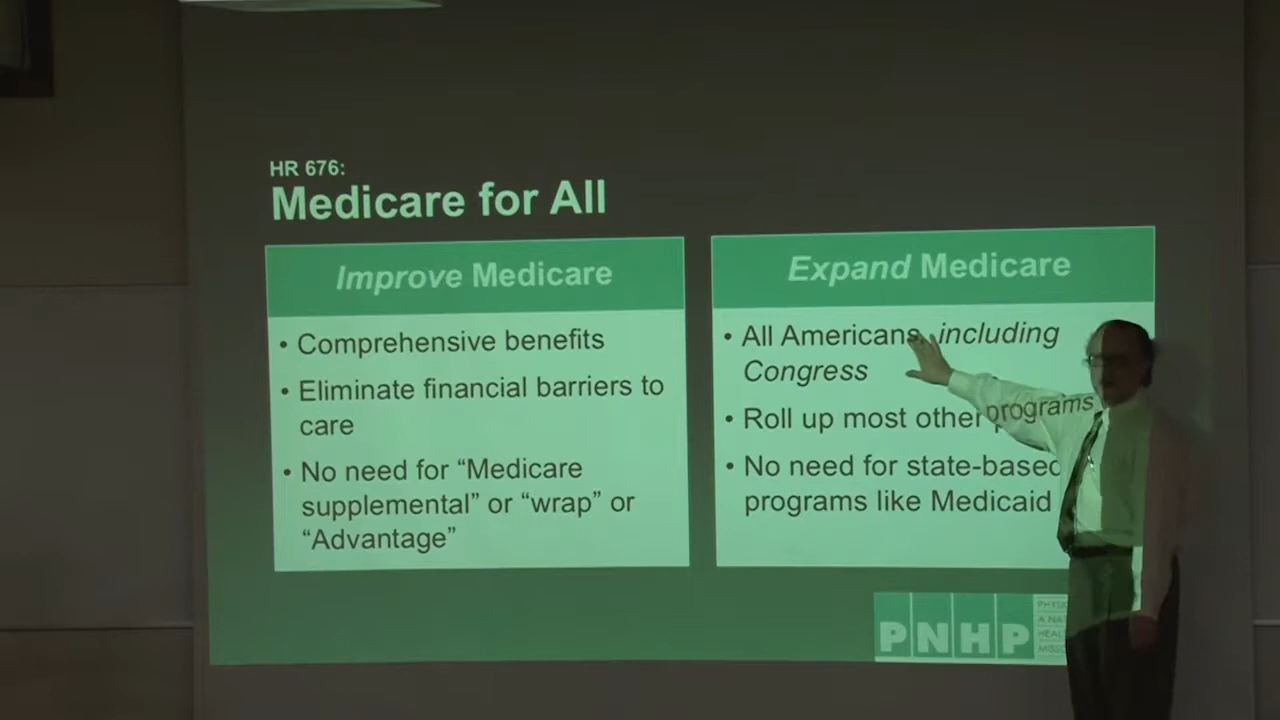 HR 676:
Medicare for All
Improve Medicare
• Comprehensive benefits
• Eliminate financial barriers to
care
• No need for “Medicare
supplemental” or “wrap” or
“Advantage”
Expand Medicare
• All Americans, including
Congress
• Roll up most other programs
• No need for state-based
programs like Medicaid
PNHP
A NA
HEAL